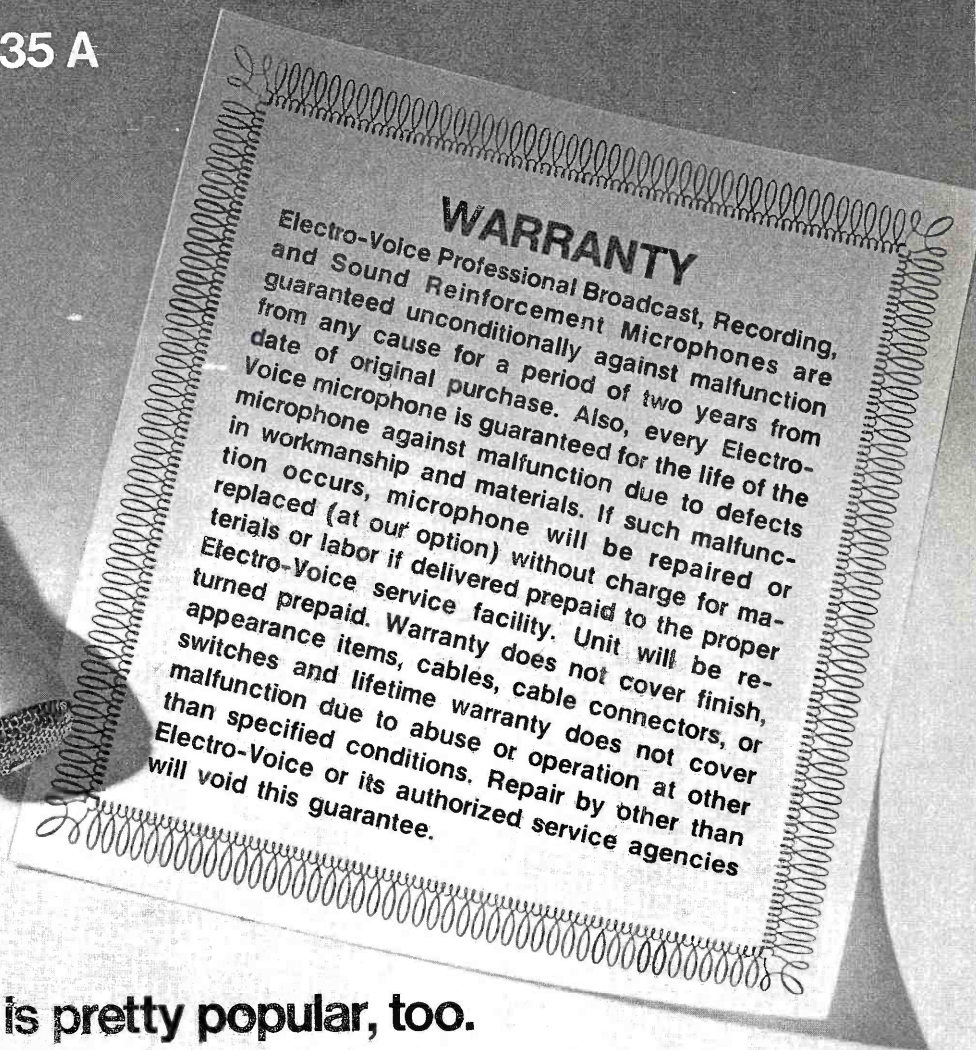 35 A
WARRANTY
Electro-Voice Professional Broadcast, Recording,
and Sound Reinforcement Microphones are
guaranteed unconditionally against malfunction
from any cause for a period of two years from
date of original purchase. Also, every Electro-
Voice microphone is guaranteed for the life of the
microphone against malfunction due to defects
in workmanship and materials. If such malfunc-
tion occurs, microphone will be repaired or
replaced (at our option) without charge for ma-
terials or labor if delivered prepaid to the proper
Electro-Voice service facility. Unit will be re-
turned prepaid. Warranty does not cover finish,
appearance items, cables, cable connectors, or
switches and lifetime warranty does not cover
malfunction due to abuse or operation at other
than specified conditions. Repair by other than
Electro-Voice or its authorized service agencies
will void this guarantee.
is pretty popular, too.